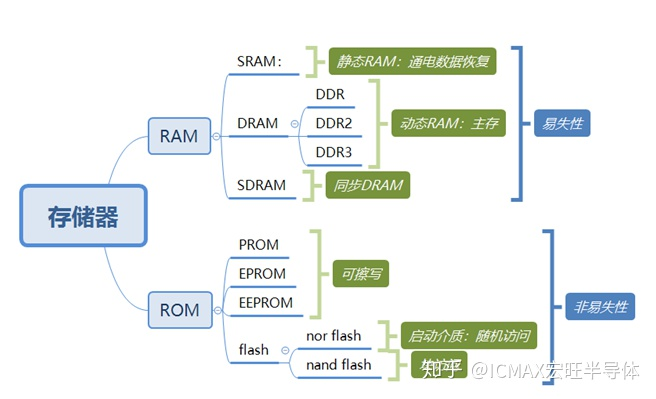 存储器
RAM
SRAM：
静态RAM：通电数据恢复
DRAM
DDR
DDR2
DDR3
动态RAM：主存
SDRAM
同步DRAM
易失性
ROM
PROM
EPROM
EEPROM
可擦写
flash
nor flash
启动介质：随机访问
nand flash
非易失性
知乎 @ICMAX宏旺半导体